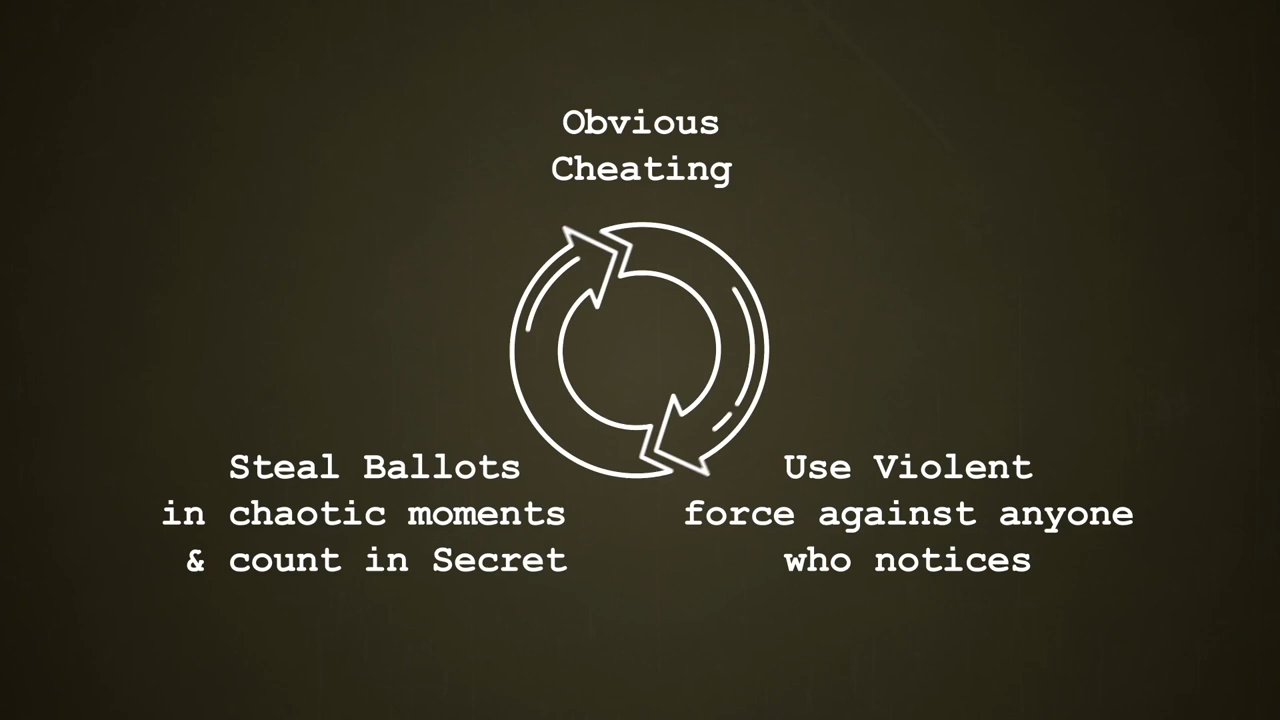 Obvious
Cheating
Steal Ballots
in chaotic moments
& count in Secret
Use Violent
force against anyone
who notices